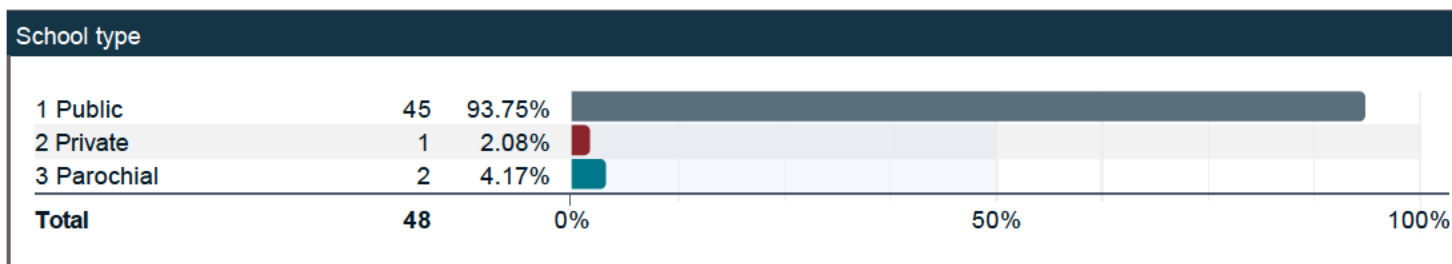 School type
1 Public 45 93.75%
2 Private 1 2.08%
3 Parochial 2 4.17%
Total 48 0% 50% 100%